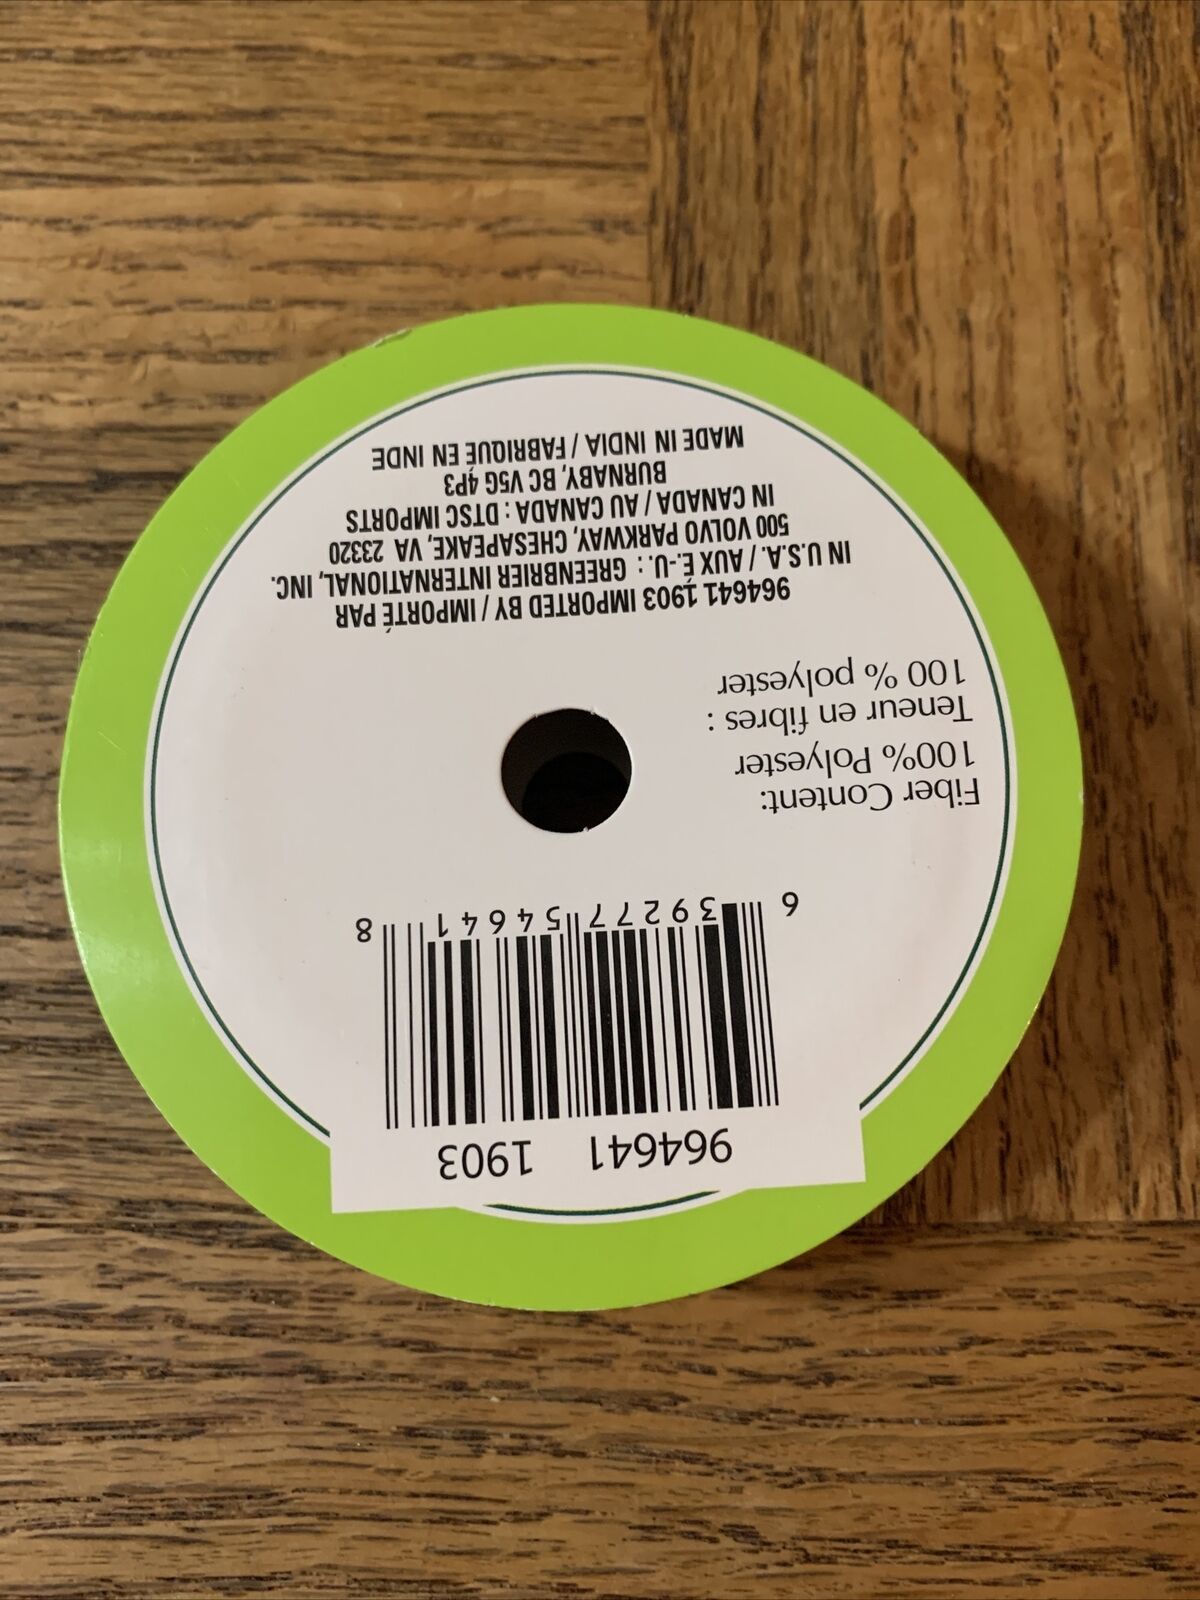 964641 1903
6 39277 54641 8
Fiber Content:
100% Polyester
Teneur en fibres :
100 % polyester
964641 1903 IMPORTED BY / IMPORTÉ PAR
IN U.S.A. / AUX É.-U. : GREENBRIER INTERNATIONAL, INC.
500 VOLVO PARKWAY, CHESAPEAKE, VA 23320
IN CANADA / AU CANADA : DTSC IMPORTS
BURNABY, BC V5G 4P3
MADE IN INDIA / FABRIQUÉ EN INDE